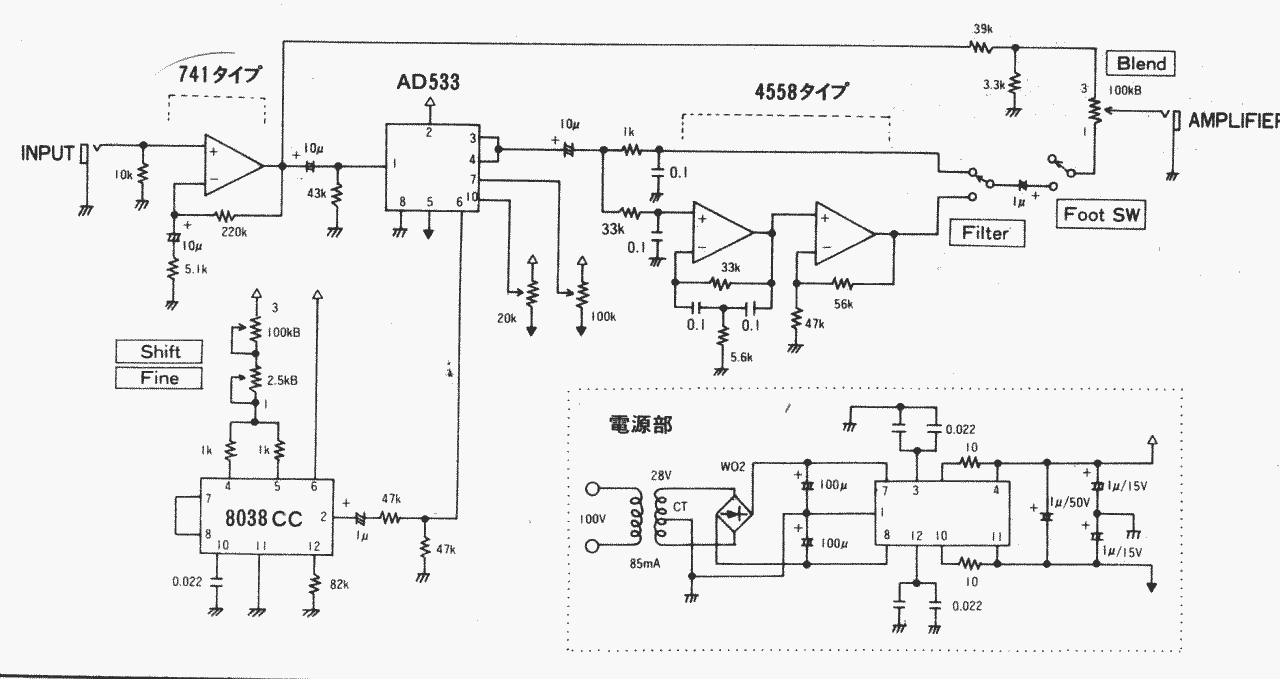 39k
Blend
741タイプ
AD533
4558タイプ
3.3k
3
100kB
2
10μ
1k
3
1
AMPLIFIER
INPUT
+
10μ
+
+
4
10k
−
1
7
0.1
43k
10
1μ
+
Foot SW
8
5
6
33k
+
−
+
−
Filter
220k
+
10μ
0.1
5.1k
33k
56k
20k
100k
0.1
0.1
47k
5.6k
3
100kB
Shift
Fine
2.5kB
1
1k
1k
4
5
6
7
8038CC
2
+
47k
8
1μ
10
11
12
47k
0.022
82k
電源部
0.022
28V
WO2
10
CT
+
100μ
7
3
4
+
1μ/15V
1μ/50V
100V
1
+
+
100μ
8
12
10
11
+
1μ/15V
85mA
10
0.022